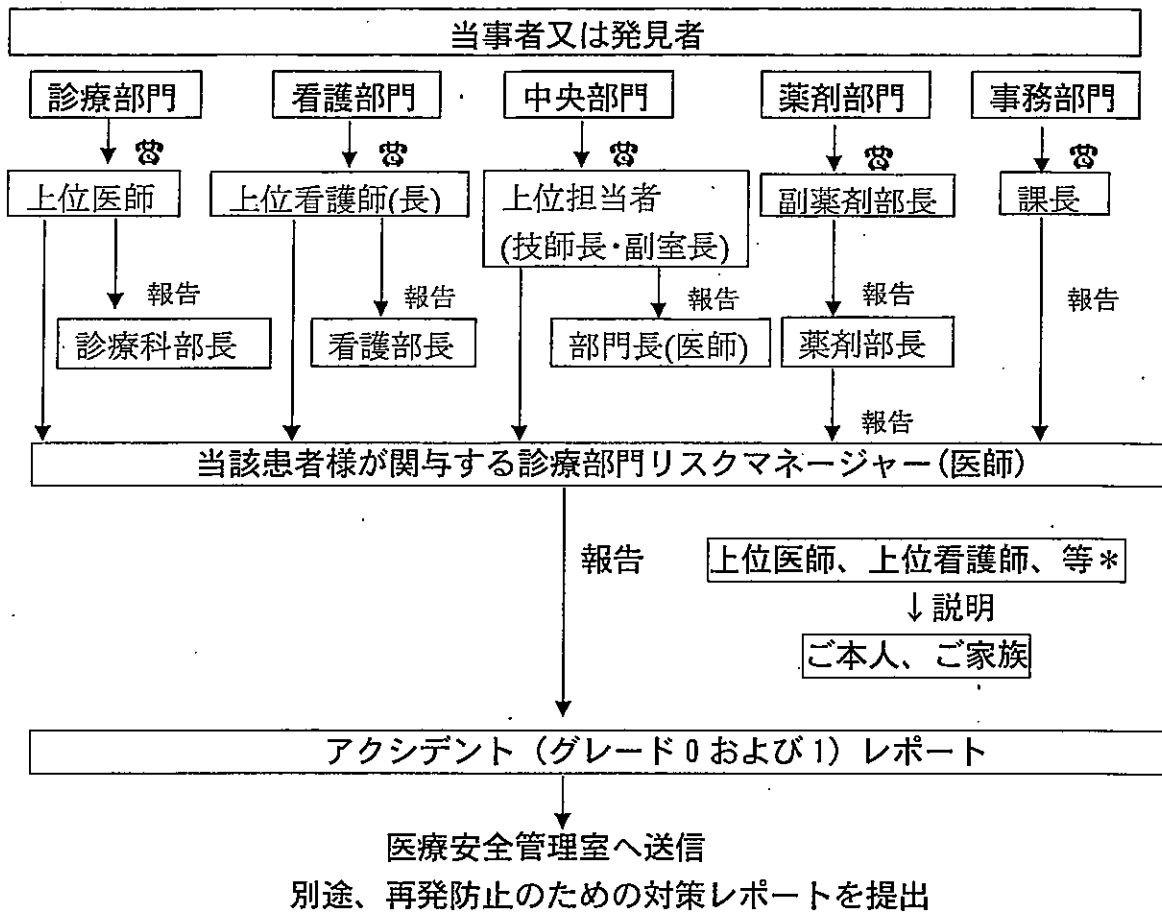 当事者又は発見者
診療部門 看護部門 中央部門 薬剤部門 事務部門
上位医師 上位看護師(長) 上位担当者 副薬剤部長 課長
(技師長・副室長)
報告 報告 報告 報告 報告
診療科部長 看護部長 部門長(医師) 薬剤部長
報告
当該患者様が関与する診療部門リスクマネージャー(医師)
報告 上位医師、上位看護師、等*
↓説明
ご本人、ご家族
アクシデント(グレード0および1)レポート
医療安全管理室へ送信
別途、再発防止のための対策レポートを提出